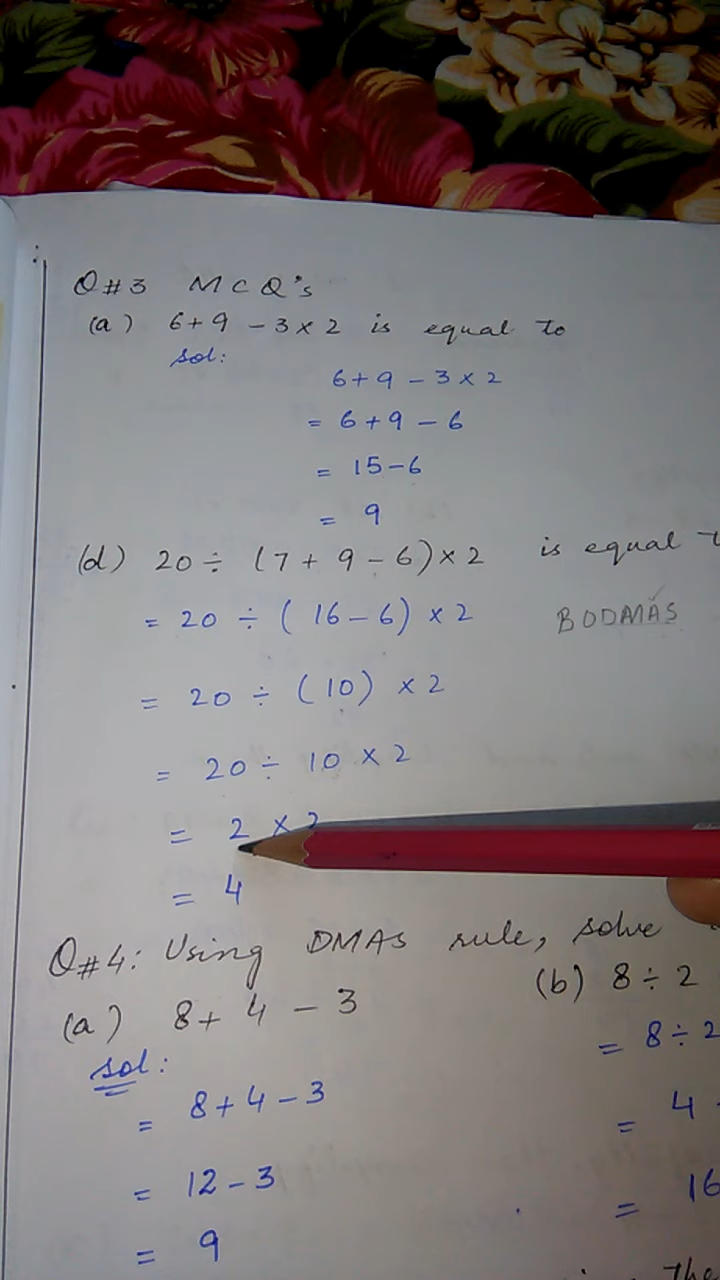 Q#3 MCQ's
(a) 6+9-3×2 is equal to
sol:
6+9-3×2
= 6+9-6
= 15-6
= 9
(d) 20÷(7+9-6)×2 is equal
= 20÷(16-6)×2 BODMAS
= 20÷(10)×2
= 20÷10×2
= 2×2
= 4
Q#4: Using DMAS rule, solve
(a) 8+4-3
sol:
= 8+4-3
= 12-3
= 9
(b) 8÷2
= 8÷2
= 4
= 16